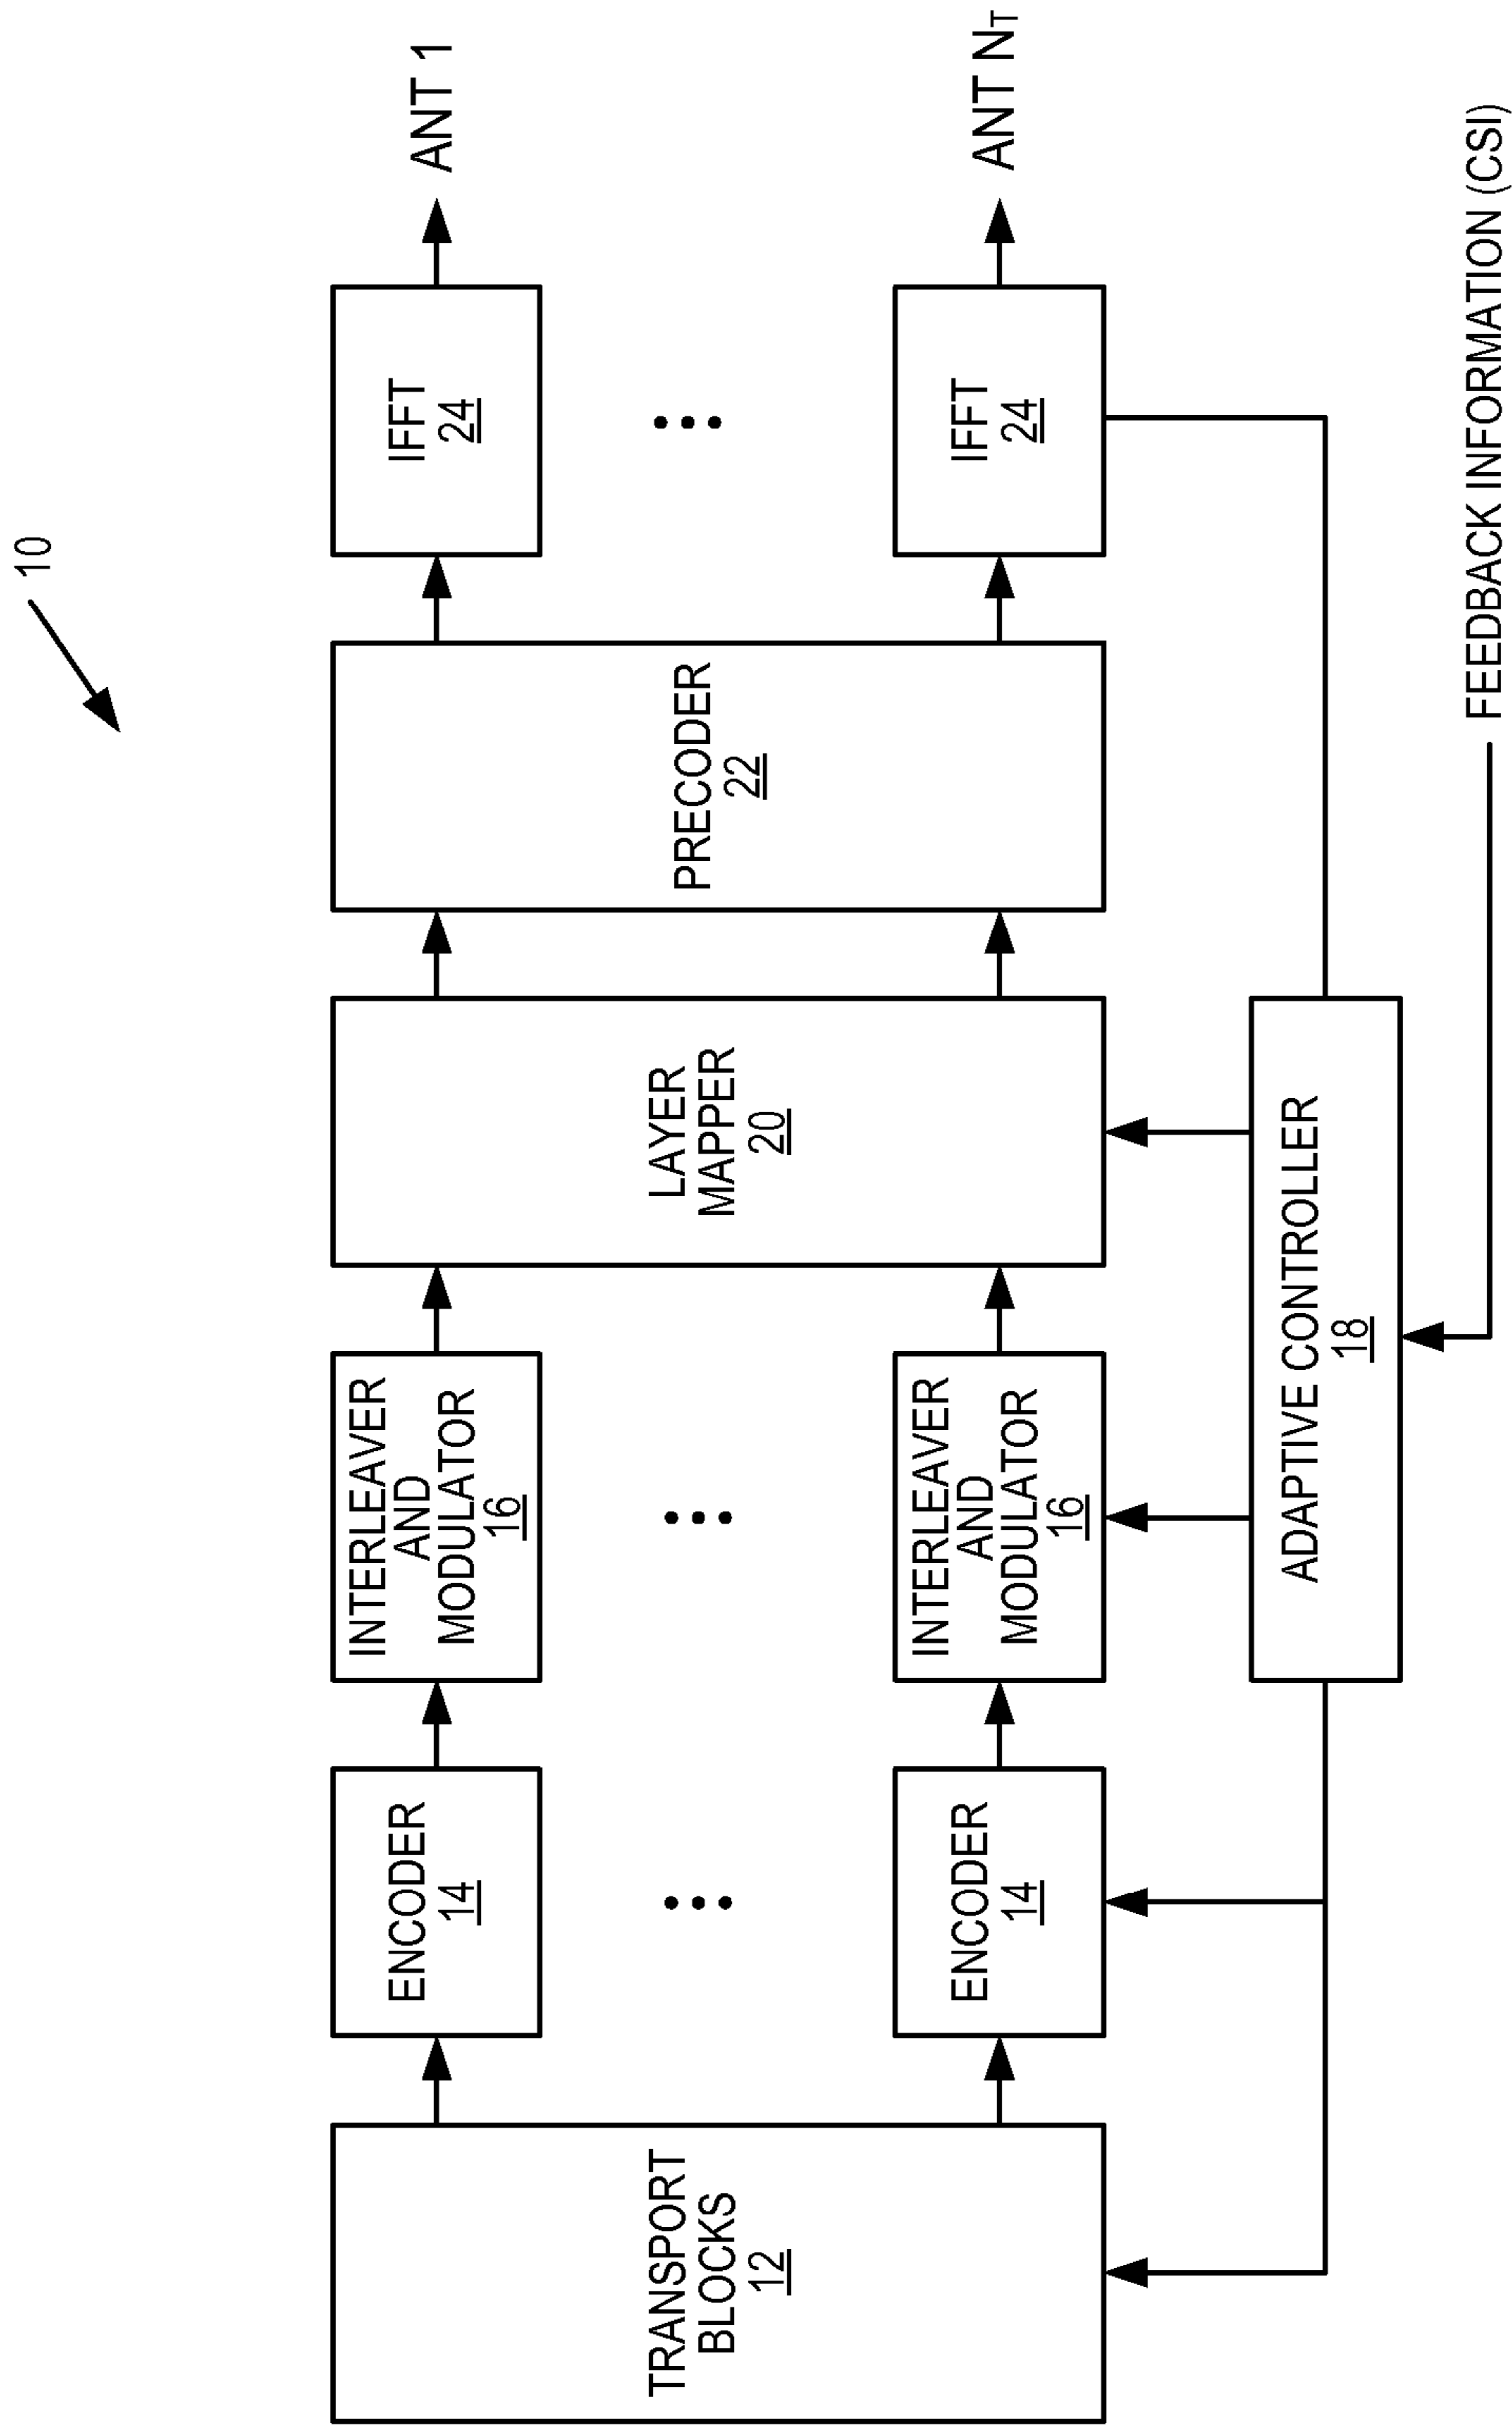 10
TRANSPORT
BLOCKS
12
ENCODER
14
INTERLEAVER
AND
MODULATOR
16
LAYER
MAPPER
20
PRECODER
22
IFFT
24
ANT 1
ENCODER
14
INTERLEAVER
AND
MODULATOR
16
IFFT
24
ANT NT
ADAPTIVE CONTROLLER
18
FEEDBACK INFORMATION (CSI)